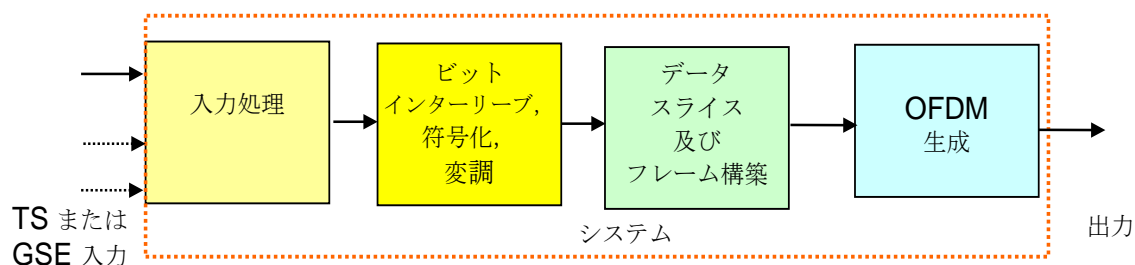 入力処理
ビット
インターリーブ,
符号化,
変調
データ
スライス
及び
フレーム構築
OFDM
生成
TS または
GSE 入力
システム
出力